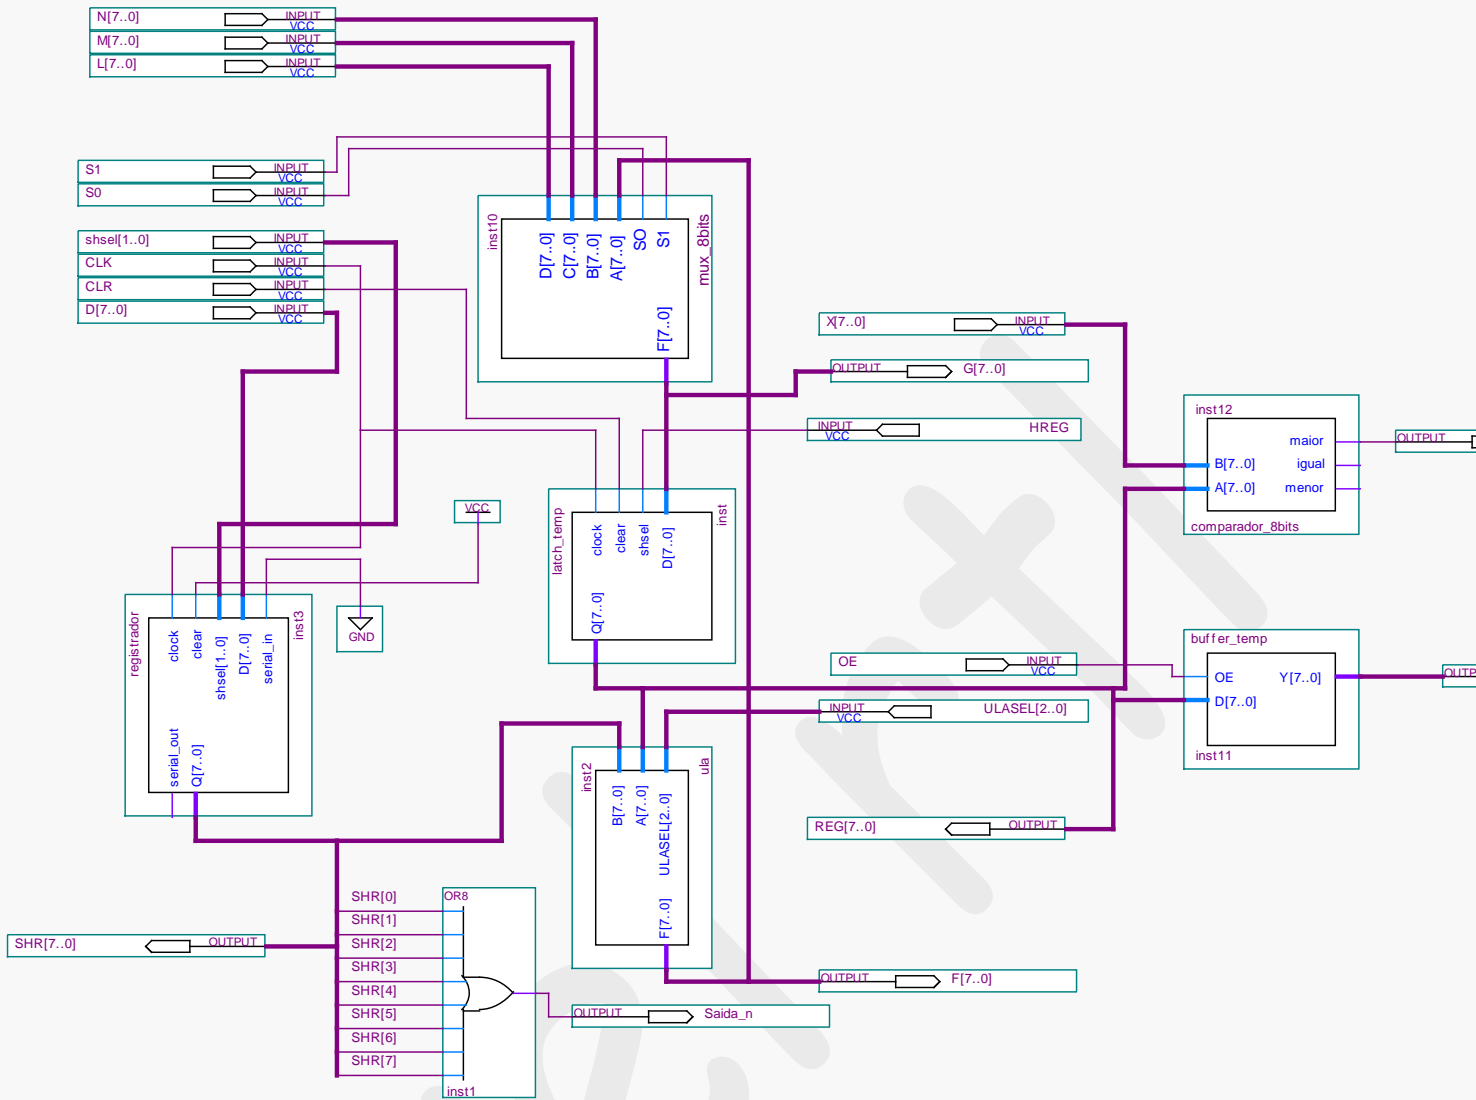 N[7..0] INPUT VCC
M[7..0] INPUT VCC
L[7..0] INPUT VCC
S1 INPUT VCC
S0 INPUT VCC
shsel[1..0] INPUT VCC
CLK INPUT VCC
CLR INPUT VCC
D[7..0] INPUT VCC
inst10
D[7..0]
C[7..0]
B[7..0]
A[7..0]
SO
S1
mux_8bits
F[7..0]
X[7..0] INPUT VCC
OUTPUT G[7..0]
INPUT VCC HREG
inst12
maior
B[7..0] igual
A[7..0] menor
comparador_8bits
OUTPUT
VCC
latch_temp
clock
clear
shsel
D[7..0]
inst
Q[7..0]
registrador
clock
clear
shsel[1..0]
D[7..0]
serial_in
inst3
serial_out
Q[7..0]
GND
OE INPUT VCC
buffer_temp
OE Y[7..0]
D[7..0]
inst11
INPUT VCC ULASEL[2..0]
inst2
B[7..0]
A[7..0]
ULASEL[2..0]
ula
F[7..0]
REG[7..0] OUTPUT
SHR[0]
SHR[1]
SHR[2]
SHR[3]
SHR[4]
SHR[5]
SHR[6]
SHR[7]
OR8
inst1
SHR[7..0] OUTPUT
OUTPUT F[7..0]
OUTPUT Saida_n